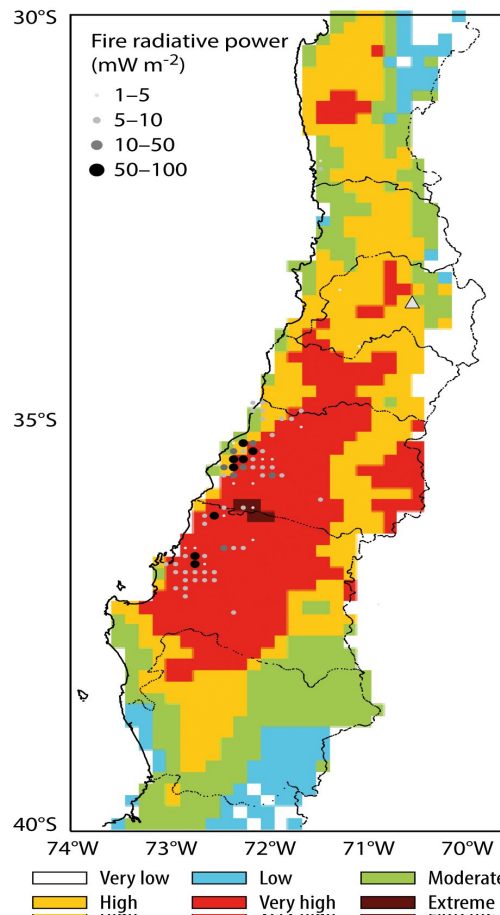 30°S
Fire radiative power
(mW m-2)
1–5
5–10
10–50
50–100
35°S
40°S
74°W 73°W 72°W 71°W 70°W
Very low Low Moderate
High Very high Extreme